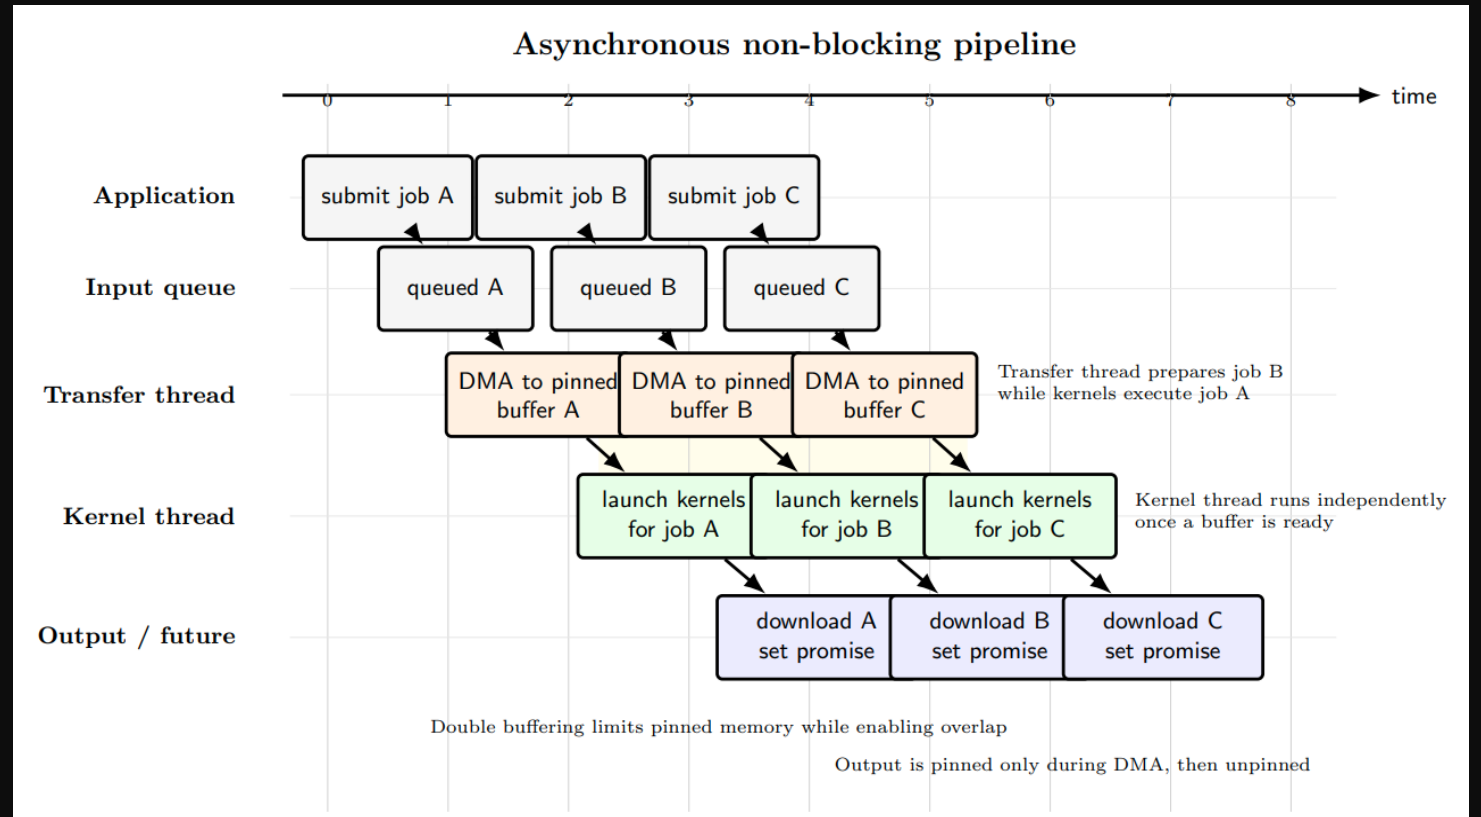 Asynchronous non-blocking pipeline
0 1 2 3 4 5 6 7 8 time
Application
submit job A
submit job B
submit job C
Input queue
queued A
queued B
queued C
Transfer thread
DMA to pinned
buffer A
DMA to pinned
buffer B
DMA to pinned
buffer C
Transfer thread prepares job B
while kernels execute job A
Kernel thread
launch kernels
for job A
launch kernels
for job B
launch kernels
for job C
Kernel thread runs independently
once a buffer is ready
Output / future
download A
set promise
download B
set promise
download C
set promise
Double buffering limits pinned memory while enabling overlap
Output is pinned only during DMA, then unpinned